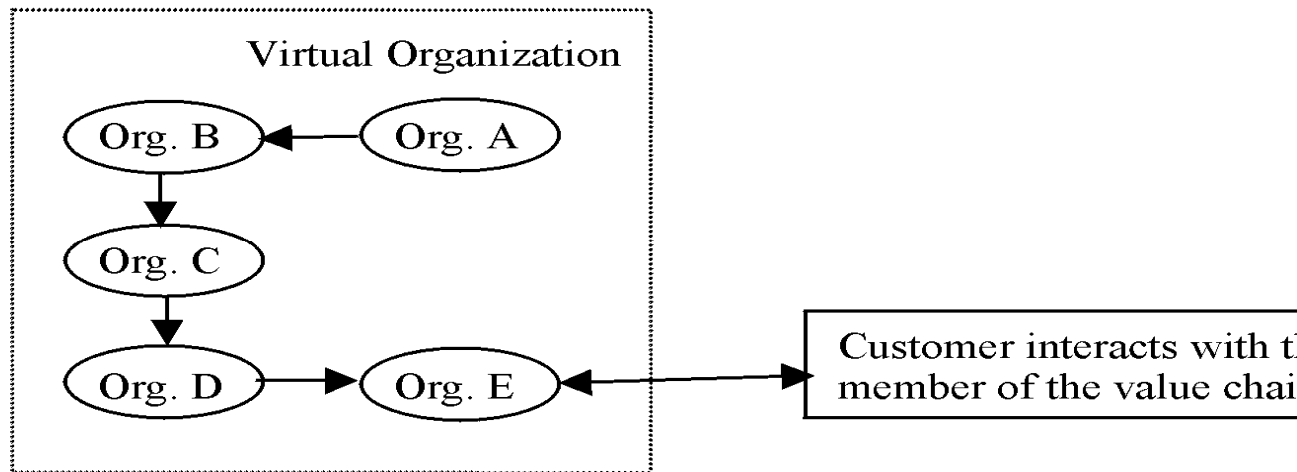 Virtual Organization
Org. B
Org. A
Org. C
Org. D
Org. E
Customer interacts with
member of the value